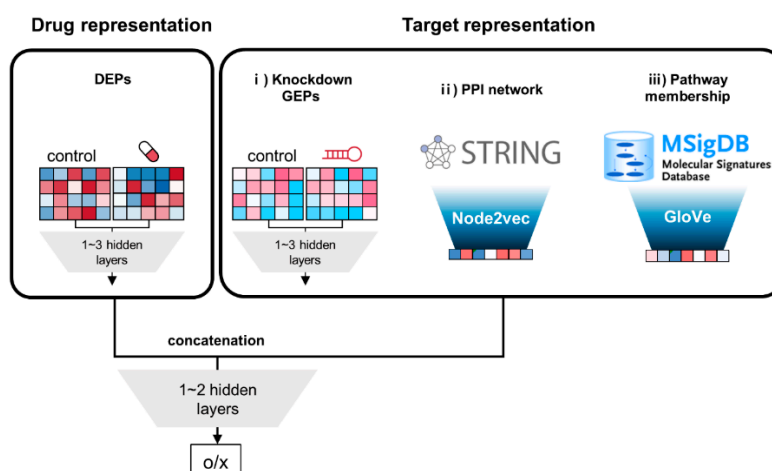 Drug representation
Target representation
DEPs
i ) Knockdown
GEPs
ii) PPI network
iii) Pathway
membership
control
control
STRING
MSigDB
Molecular Signatures
Database
Node2vec
GloVe
1~3 hidden
layers
1~3 hidden
layers
concatenation
1~2 hidden
layers
o/x